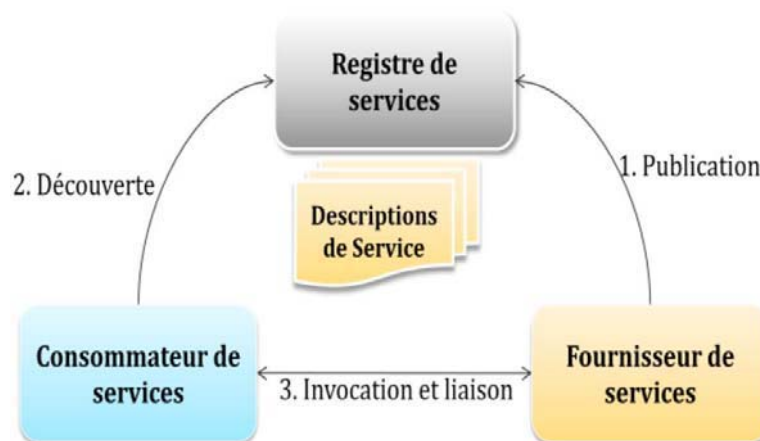 Registre de
services
2. Découverte
1. Publication
Descriptions
de Service
Consommateur de
services
3. Invocation et liaison
Fournisseur de
services